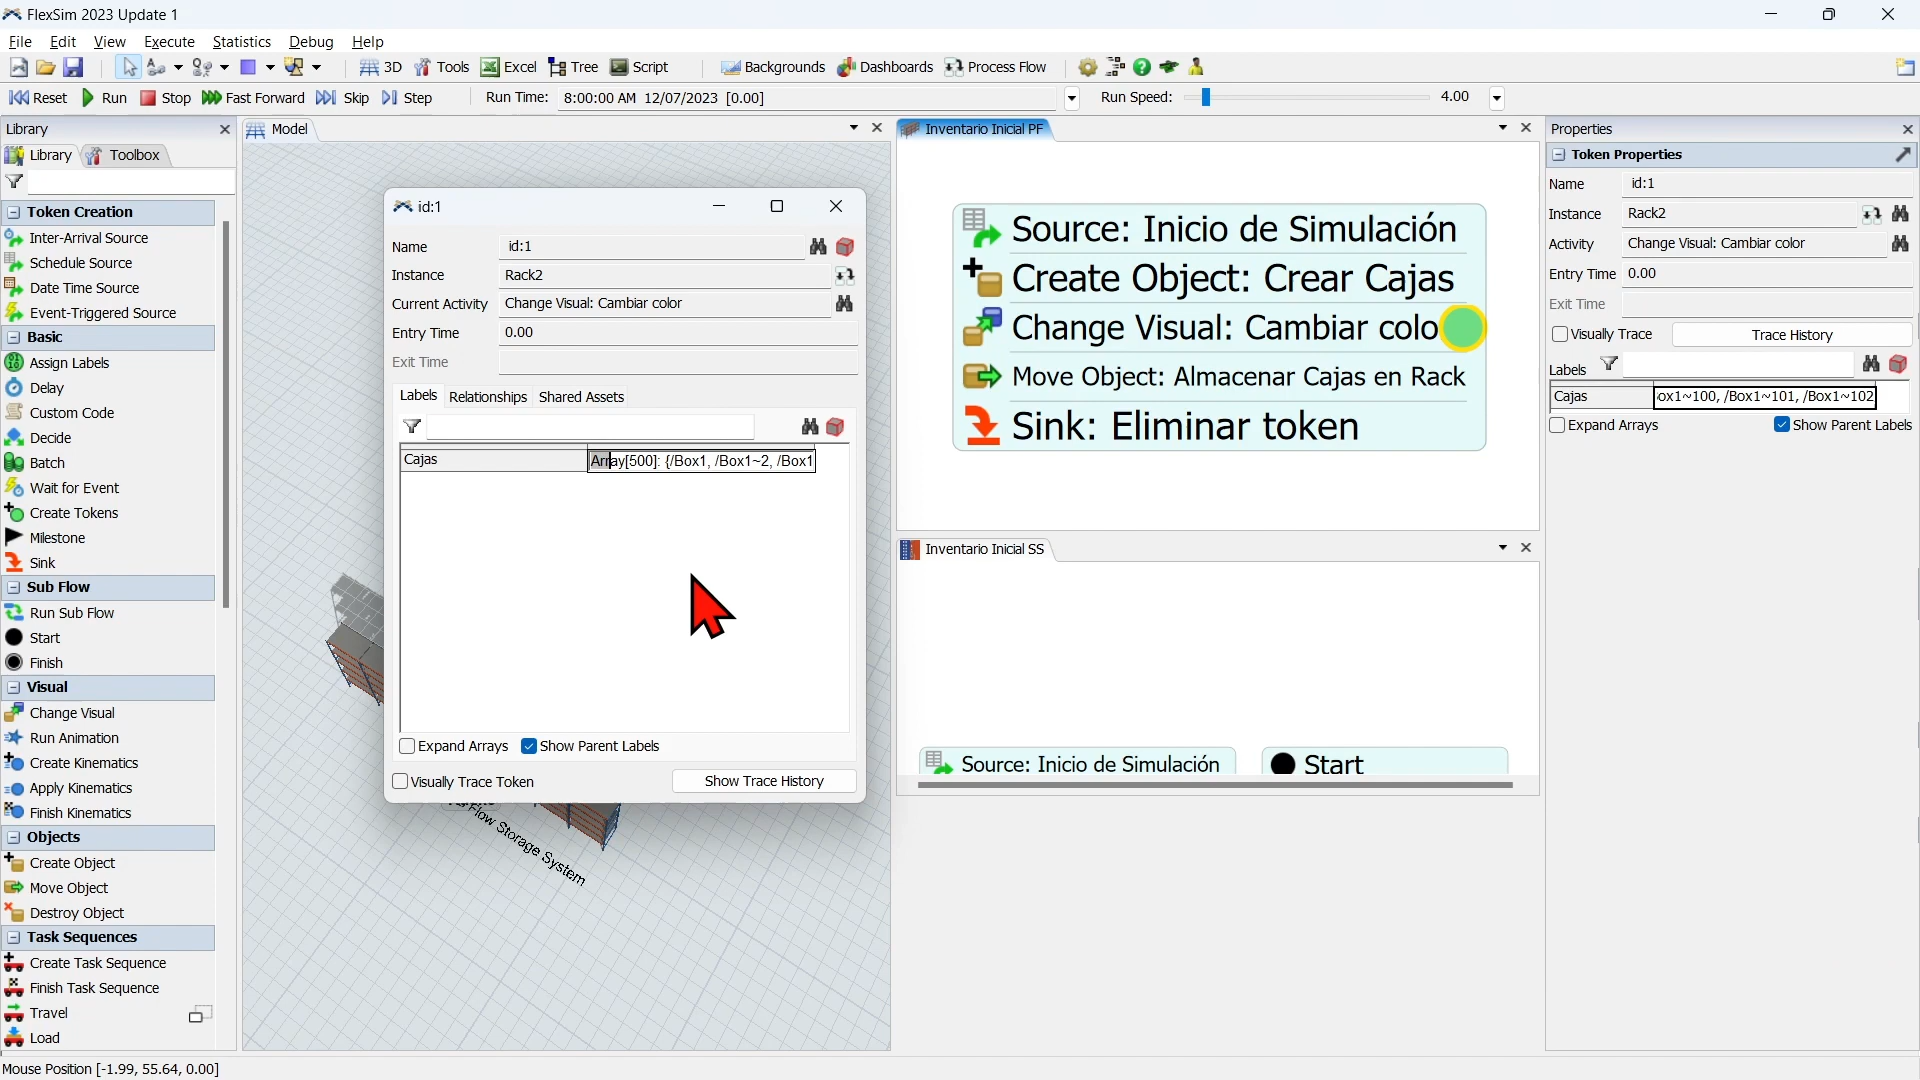 FlexSim 2023 Update 1
File Edit View Execute Statistics Debug Help
3D Tools Excel Tree Script Backgrounds Dashboards Process Flow
Reset Run Stop Fast Forward Skip Step Run Time: 8:00:00 AM 12/07/2023 [0.00] Run Speed: 4.00
Library
Library Toolbox
Token Creation
Inter-Arrival Source
Schedule Source
Date Time Source
Event-Triggered Source
Basic
Assign Labels
Delay
Custom Code
Decide
Batch
Wait for Event
Create Tokens
Milestone
Sink
Sub Flow
Run Sub Flow
Start
Finish
Visual
Change Visual
Run Animation
Create Kinematics
Apply Kinematics
Finish Kinematics
Objects
Create Object
Move Object
Destroy Object
Task Sequences
Create Task Sequence
Finish Task Sequence
Travel
Load
Mouse Position [-1.99, 55.64, 0.00]
Model
id:1
Name id:1
Instance Rack2
Current Activity Change Visual: Cambiar color
Entry Time 0.00
Exit Time
Labels Relationships Shared Assets
Cajas Array[500]: {/Box1, /Box1~2, /Box1
Expand Arrays Show Parent Labels
Visually Trace Token Show Trace History
Flow Storage System
Inventario Inicial PF
Source: Inicio de Simulación
Create Object: Crear Cajas
Change Visual: Cambiar colo
Move Object: Almacenar Cajas en Rack
Sink: Eliminar token
Inventario Inicial SS
Source: Inicio de Simulación
Start
Properties
Token Properties
Name id:1
Instance Rack2
Activity Change Visual: Cambiar color
Entry Time 0.00
Exit Time
Visually Trace Trace History
Labels
Cajas ox1~100, /Box1~101, /Box1~102
Expand Arrays Show Parent Labels